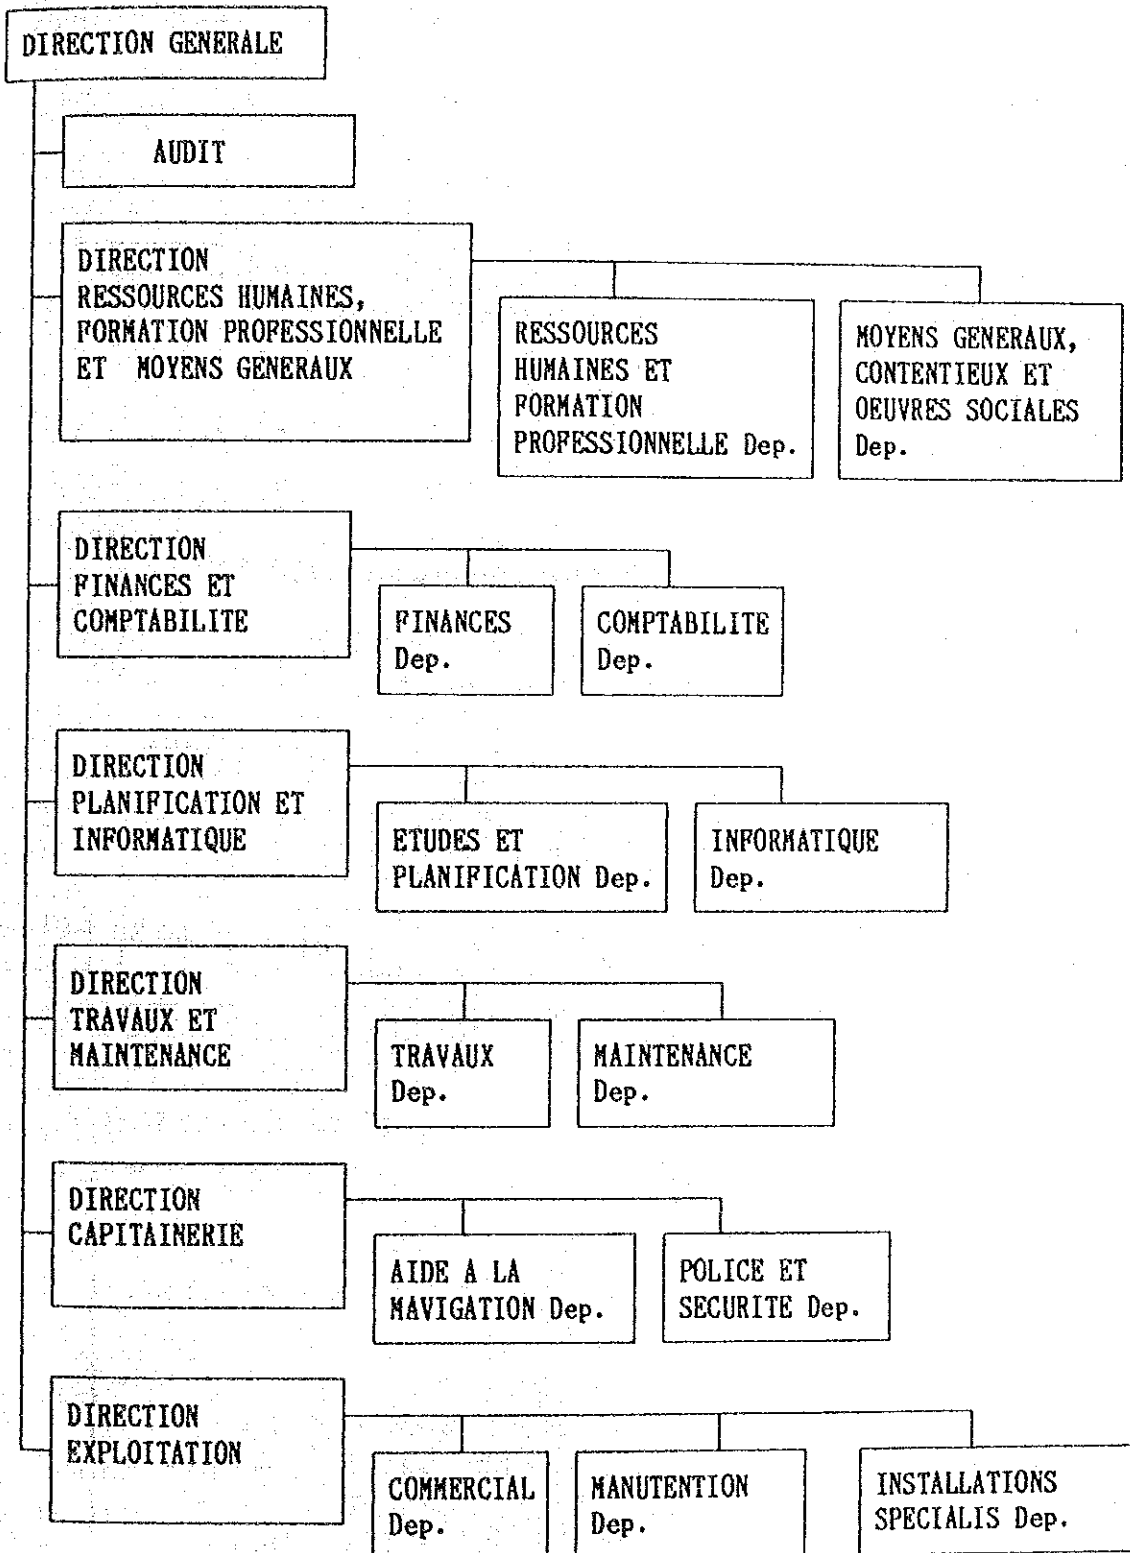 DIRECTION GENERALE
AUDIT
DIRECTION
RESSOURCES HUMAINES,
FORMATION PROFESSIONNELLE
ET MOYENS GENERAUX
RESSOURCES
HUMAINES ET
FORMATION
PROFESSIONNELLE Dep.
MOYENS GENERAUX,
CONTENTIEUX ET
OEUVRES SOCIALES
Dep.
DIRECTION
FINANCES ET
COMPTABILITE
FINANCES
Dep.
COMPTABILITE
Dep.
DIRECTION
PLANIFICATION ET
INFORMATIQUE
ETUDES ET
PLANIFICATION Dep.
INFORMATIQUE
Dep.
DIRECTION
TRAVAUX ET
MAINTENANCE
TRAVAUX
Dep.
MAINTENANCE
Dep.
DIRECTION
CAPITAINERIE
AIDE A LA
MAVIGATION Dep.
POLICE ET
SECURITE Dep.
DIRECTION
EXPLOITATION
COMMERCIAL
Dep.
MANUTENTION
Dep.
INSTALLATIONS
SPECIALIS Dep.